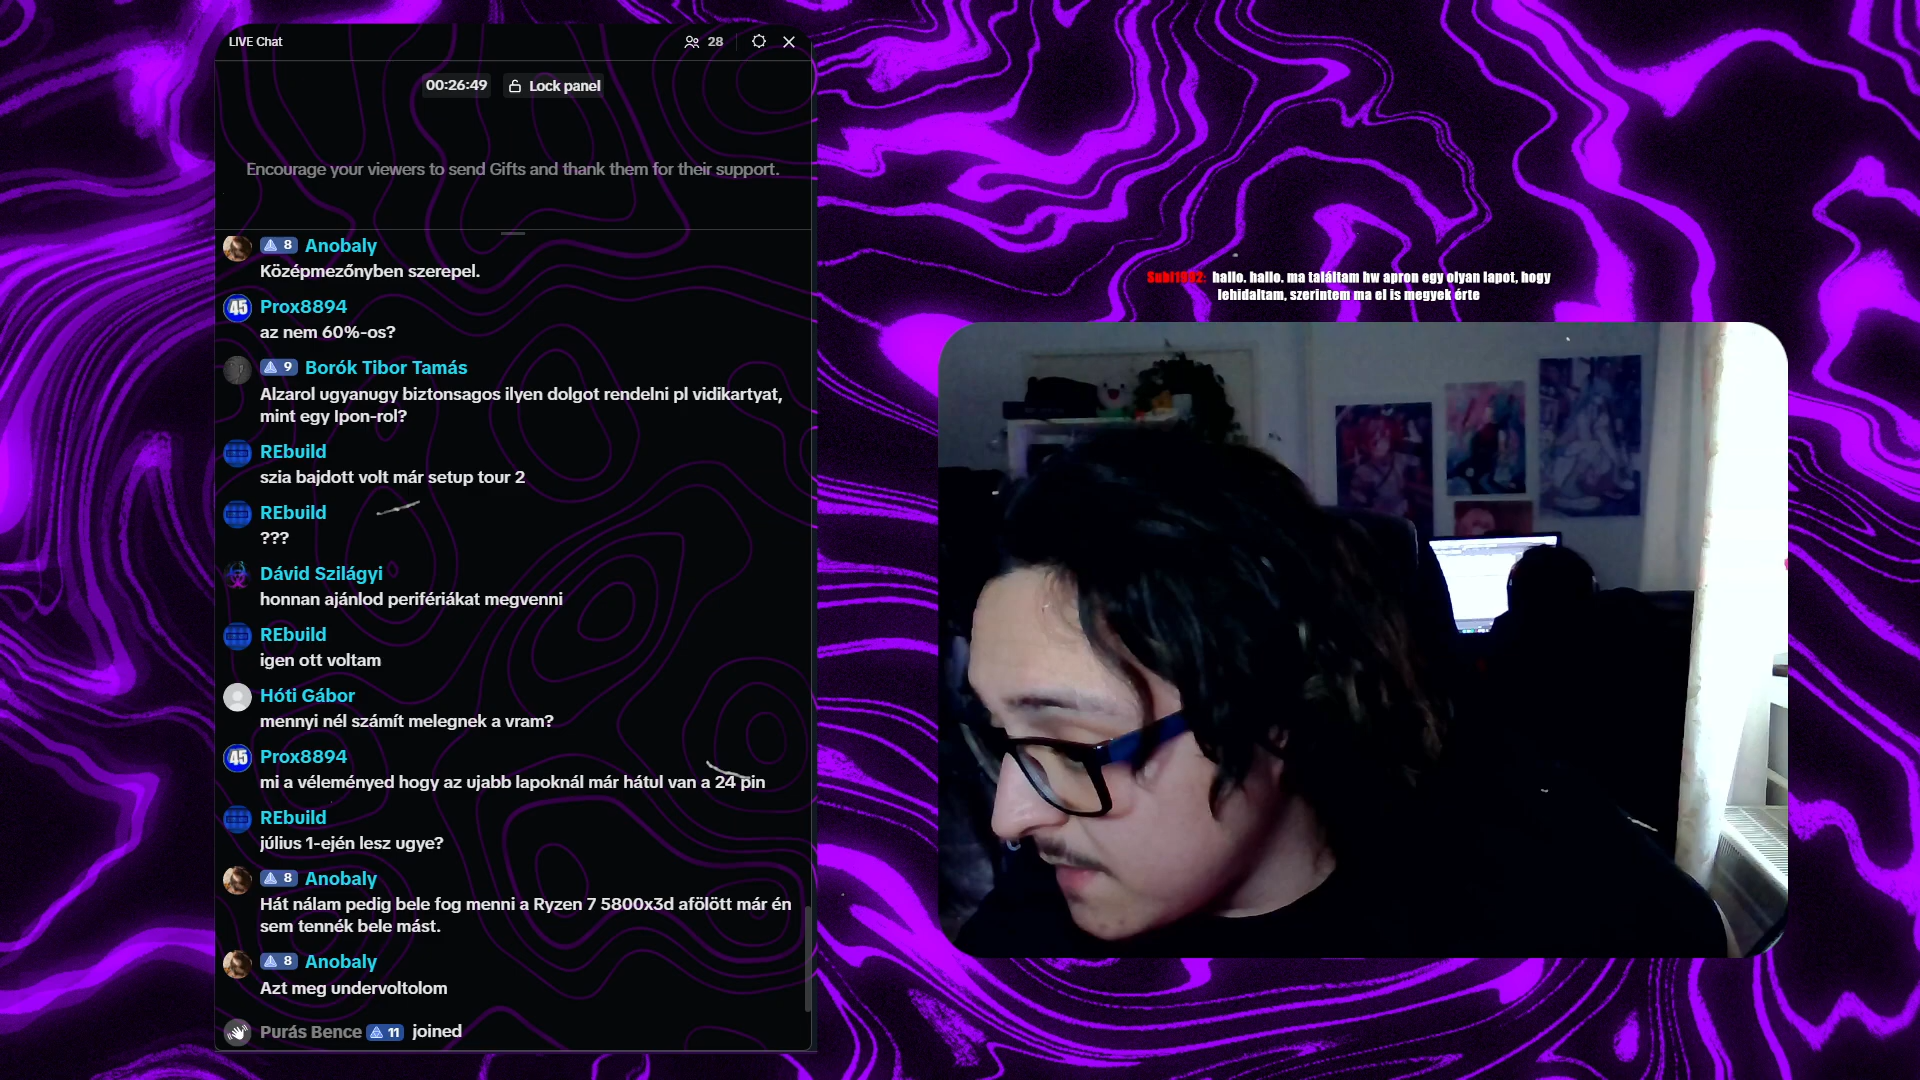 LIVE Chat
28
00:26:49
Lock panel
Encourage your viewers to send Gifts and thank them for their support.
8 Anobaly
Középmezőnyben szerepel.
45
Prox8894
az nem 60%-os?
9 Borók Tibor Tamás
Alzarol ugyanugy biztonsagos ilyen dolgot rendelni pl vidikartyat,
mint egy Ipon-rol?
REbuild
szia bajdott volt már setup tour 2
REbuild
???
Dávid Szilágyi
honnan ajánlod perifériákat megvenni
REbuild
igen ott voltam
Hóti Gábor
mennyi nél számít melegnek a vram?
45
Prox8894
mi a véleményed hogy az ujabb lapoknál már hátul van a 24 pin
REbuild
július 1-ején lesz ugye?
8 Anobaly
Hát nálam pedig bele fog menni a Ryzen 7 5800x3d afölött már én
sem tennék bele mást.
8 Anobaly
Azt meg undervoltolom
Purás Bence 11 joined
Subi1902: hallo. hallo. ma találtam hw apron egy olyan lapot, hogy
lehidaltam, szerintem ma el is megyek érte